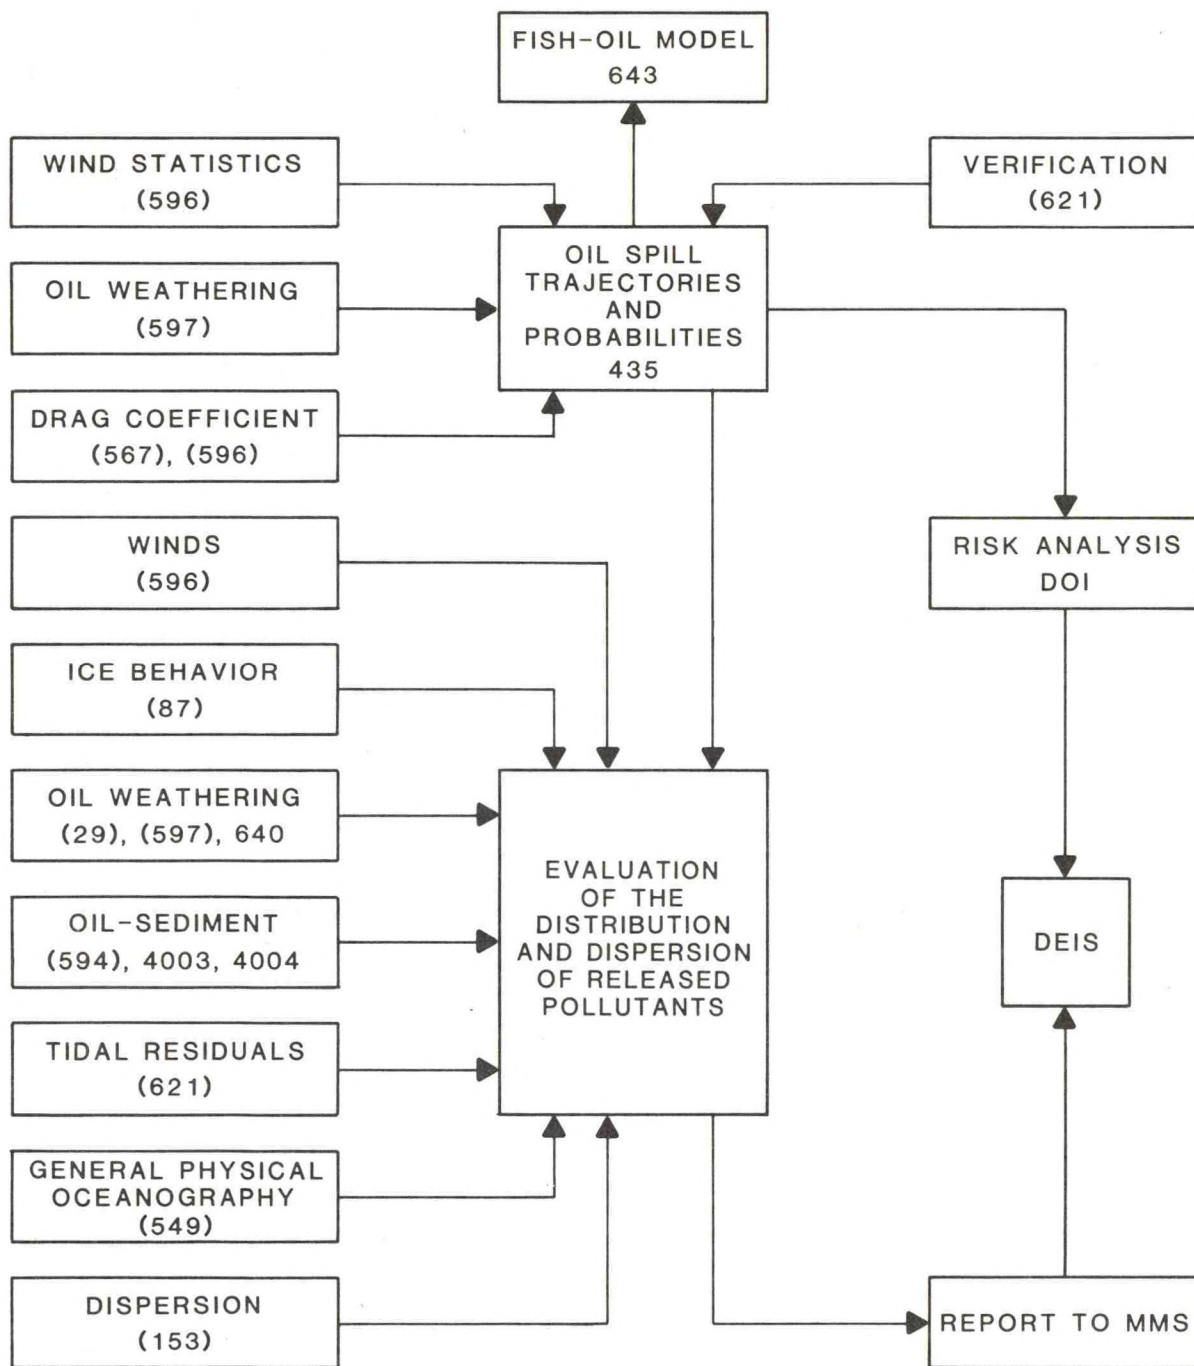 FISH-OIL MODEL
643
WIND STATISTICS
(596)
VERIFICATION
(621)
OIL SPILL
TRAJECTORIES
AND
PROBABILITIES
435
OIL WEATHERING
(597)
DRAG COEFFICIENT
(567), (596)
WINDS
(596)
RISK ANALYSIS
DOI
ICE BEHAVIOR
(87)
OIL WEATHERING
(29), (597), 640
EVALUATION
OF THE
DISTRIBUTION
AND DISPERSION
OF RELEASED
POLLUTANTS
OIL-SEDIMENT
(594), 4003, 4004
DEIS
TIDAL RESIDUALS
(621)
GENERAL PHYSICAL
OCEANOGRAPHY
(549)
DISPERSION
(153)
REPORT TO MMS